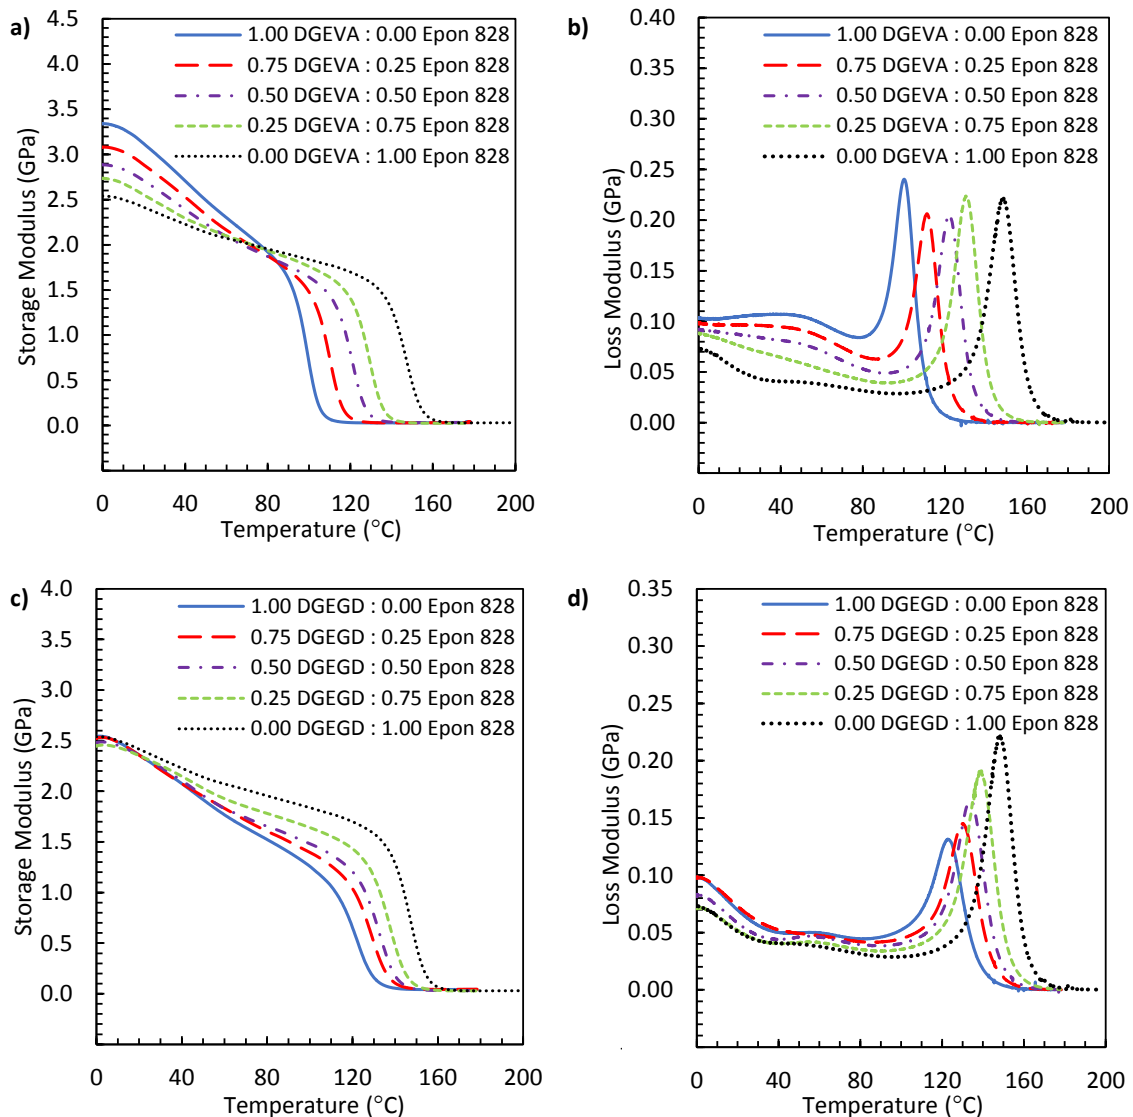 a)
Storage Modulus (GPa)
4.5
4.0
3.5
3.0
2.5
2.0
1.5
1.0
0.5
0.0
1.00 DGEVA : 0.00 Epon 828
0.75 DGEVA : 0.25 Epon 828
0.50 DGEVA : 0.50 Epon 828
0.25 DGEVA : 0.75 Epon 828
0.00 DGEVA : 1.00 Epon 828
0 40 80 120 160 200
Temperature (°C)
b)
Loss Modulus (GPa)
0.40
0.35
0.30
0.25
0.20
0.15
0.10
0.05
0.00
1.00 DGEVA : 0.00 Epon 828
0.75 DGEVA : 0.25 Epon 828
0.50 DGEVA : 0.50 Epon 828
0.25 DGEVA : 0.75 Epon 828
0.00 DGEVA : 1.00 Epon 828
0 40 80 120 160 200
Temperature (°C)
c)
Storage Modulus (GPa)
4.0
3.5
3.0
2.5
2.0
1.5
1.0
0.5
0.0
1.00 DGEGD : 0.00 Epon 828
0.75 DGEGD : 0.25 Epon 828
0.50 DGEGD : 0.50 Epon 828
0.25 DGEGD : 0.75 Epon 828
0.00 DGEGD : 1.00 Epon 828
0 40 80 120 160 200
Temperature (°C)
d)
Loss Modulus (GPa)
0.35
0.30
0.25
0.20
0.15
0.10
0.05
0.00
1.00 DGEGD : 0.00 Epon 828
0.75 DGEGD : 0.25 Epon 828
0.50 DGEGD : 0.50 Epon 828
0.25 DGEGD : 0.75 Epon 828
0.00 DGEGD : 1.00 Epon 828
0 40 80 120 160 200
Temperature (°C)